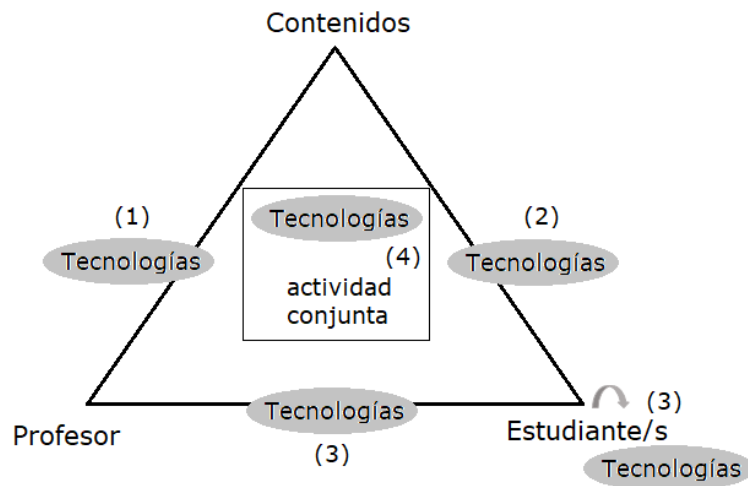 Contenidos
(1)
Tecnologías
Tecnologías
(4)
actividad
conjunta
(2)
Tecnologías
Profesor
Tecnologías
(3)
Estudiante/s
(3)
Tecnologías